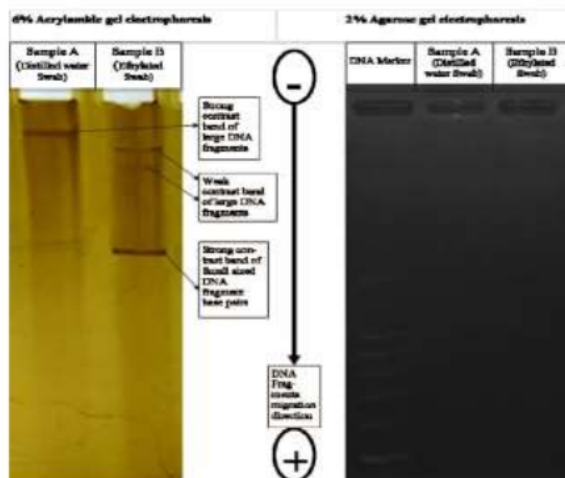 6% Acrylamide gel electrophoresis
2% Agarose gel electrophoresis
Sample A
(Distilled water
Swab)
Sample B
(Ethylated
Swab)
DNA Marker
Sample A
(Distilled
water Swab)
Sample B
(Ethylated
Swab)
-
Strong
contrast
band of
large DNA
fragments
Weak
contrast band
of large DNA
fragments
Strong con-
trast band of
Small sized
DNA
fragment
base pairs
DNA
Frag-
ments
migration
direction
+